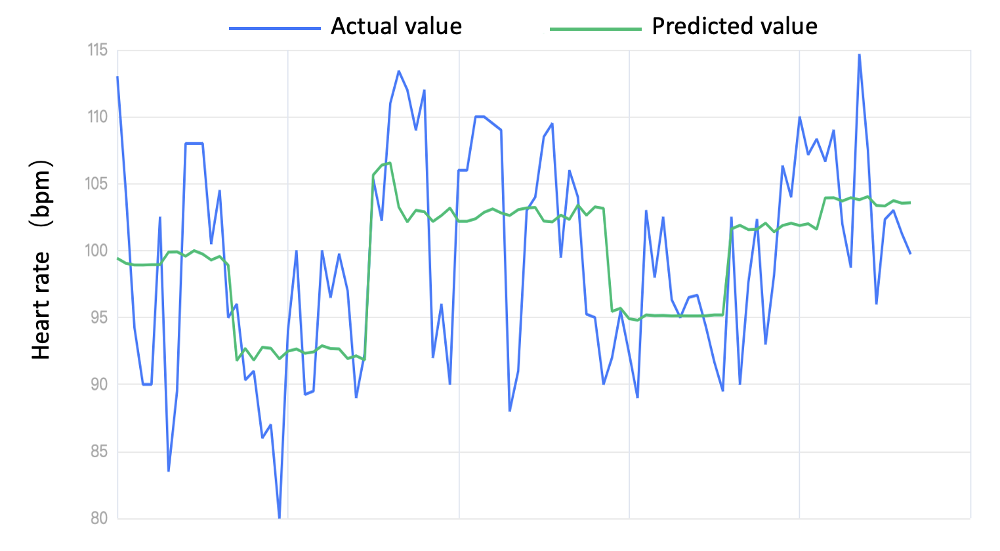 Actual value
Predicted value
115
110
105
100
95
90
85
80
Heart rate (bpm)